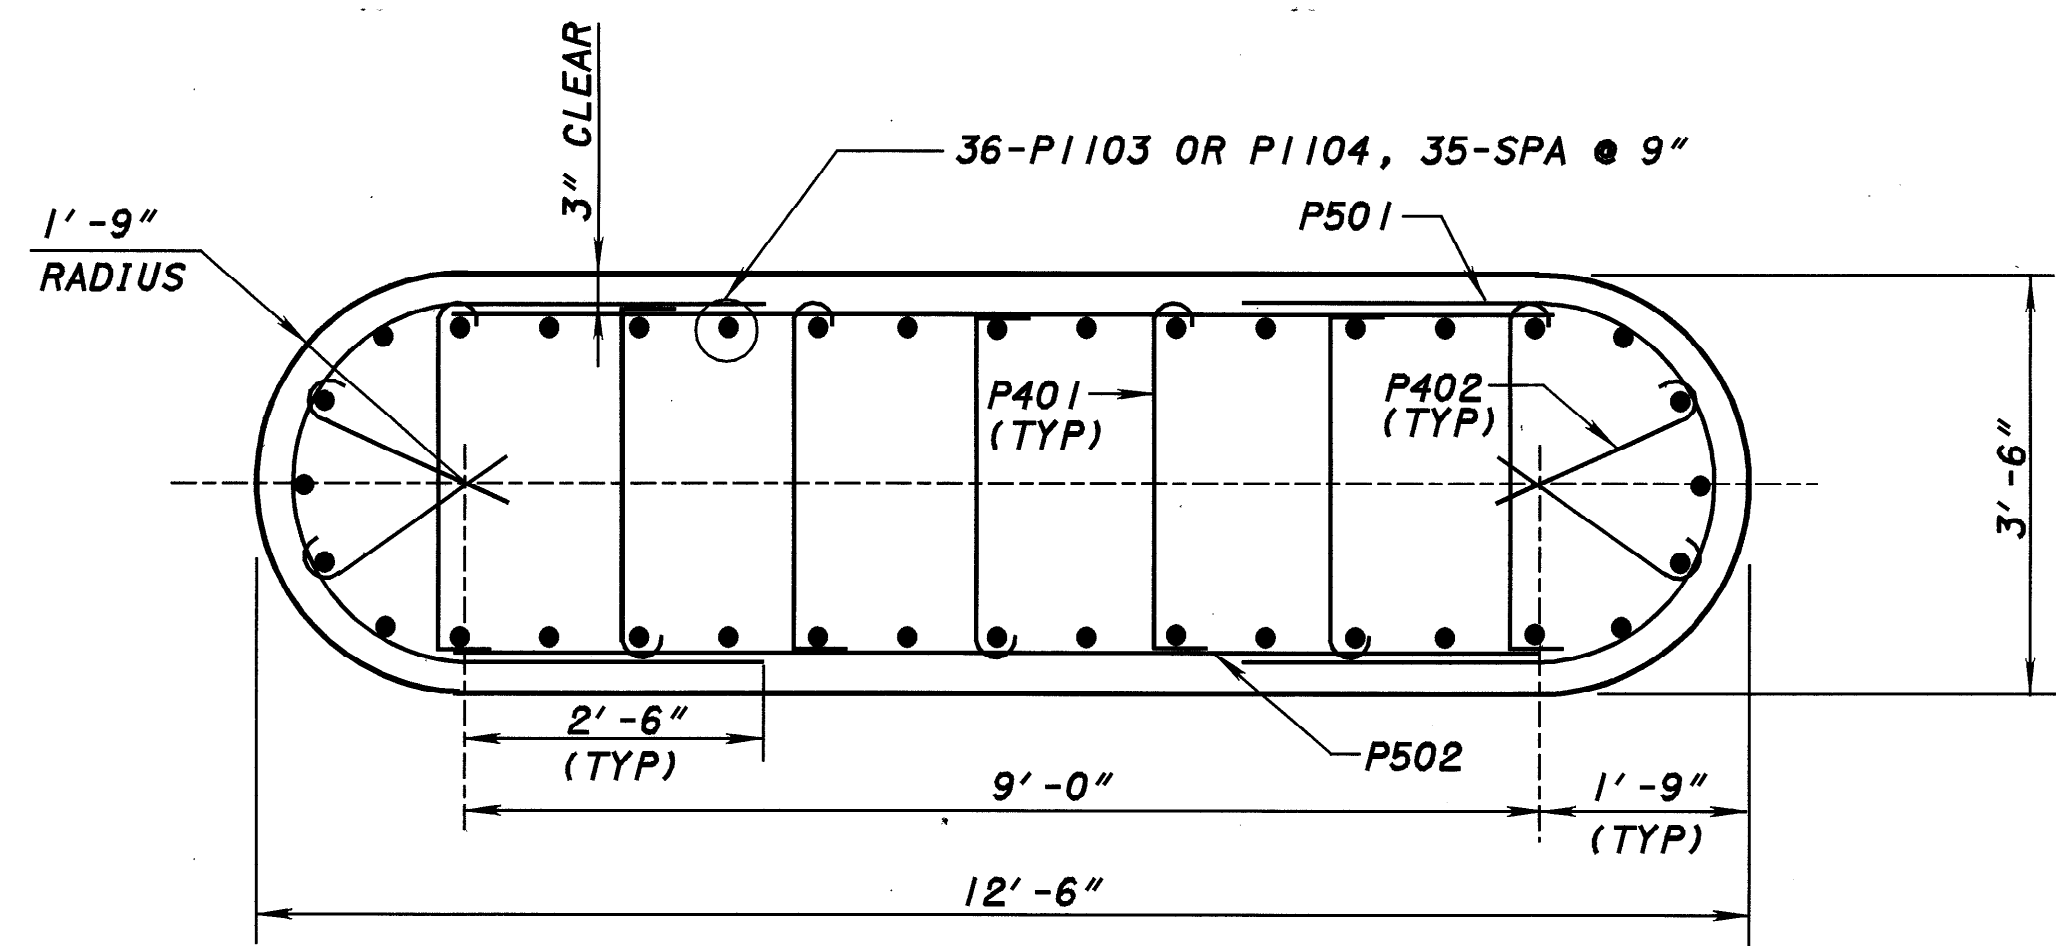 3" CLEAR
36-P1103 OR P1104, 35-SPA @ 9"
P501
1'-9"
RADIUS
P401
(TYP)
P402
(TYP)
3'-6"
2'-6"
(TYP)
P502
9'-0"
1'-9"
(TYP)
12'-6"